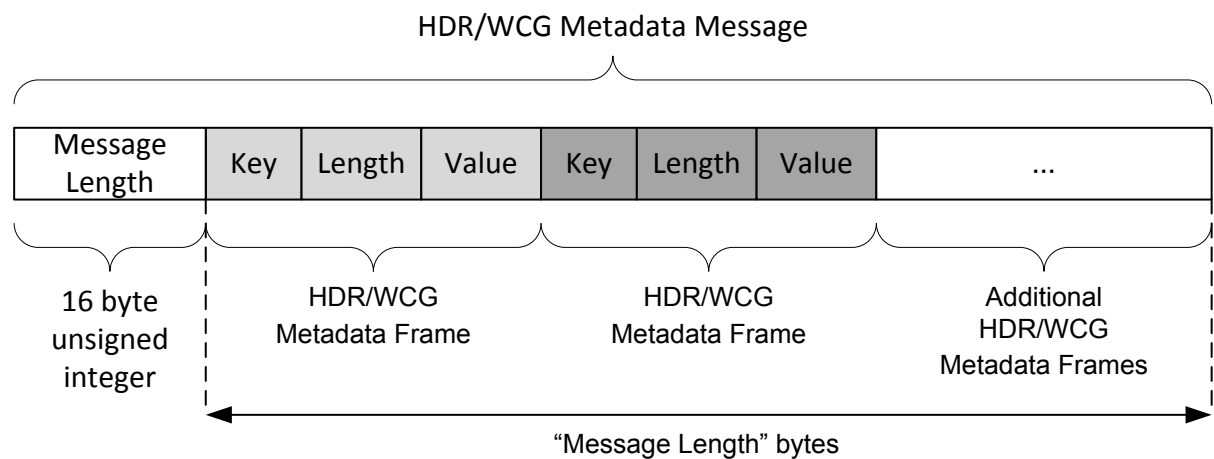 HDR/WCG Metadata Message
Message
Length
Key
Length
Value
Key
Length
Value
...
16 byte
unsigned
integer
HDR/WCG
Metadata Frame
HDR/WCG
Metadata Frame
Additional
HDR/WCG
Metadata Frames
“Message Length” bytes